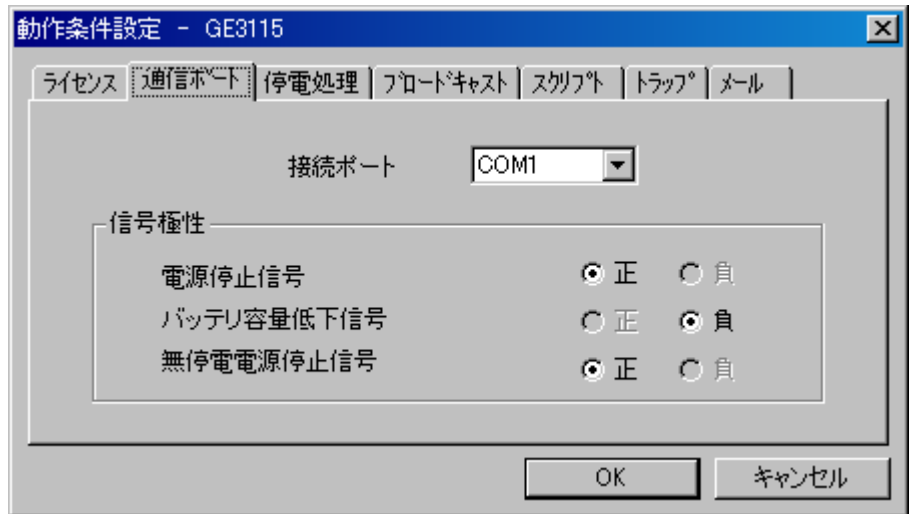 動作条件設定 - GE3115
ライセンス 通信ポート 停電処理 ブロードキャスト スクリプト トラップ メール
接続ポート COM1
信号極性
電源停止信号 正 負
バッテリ容量低下信号 正 負
無停電電源停止信号 正 負
OK キャンセル